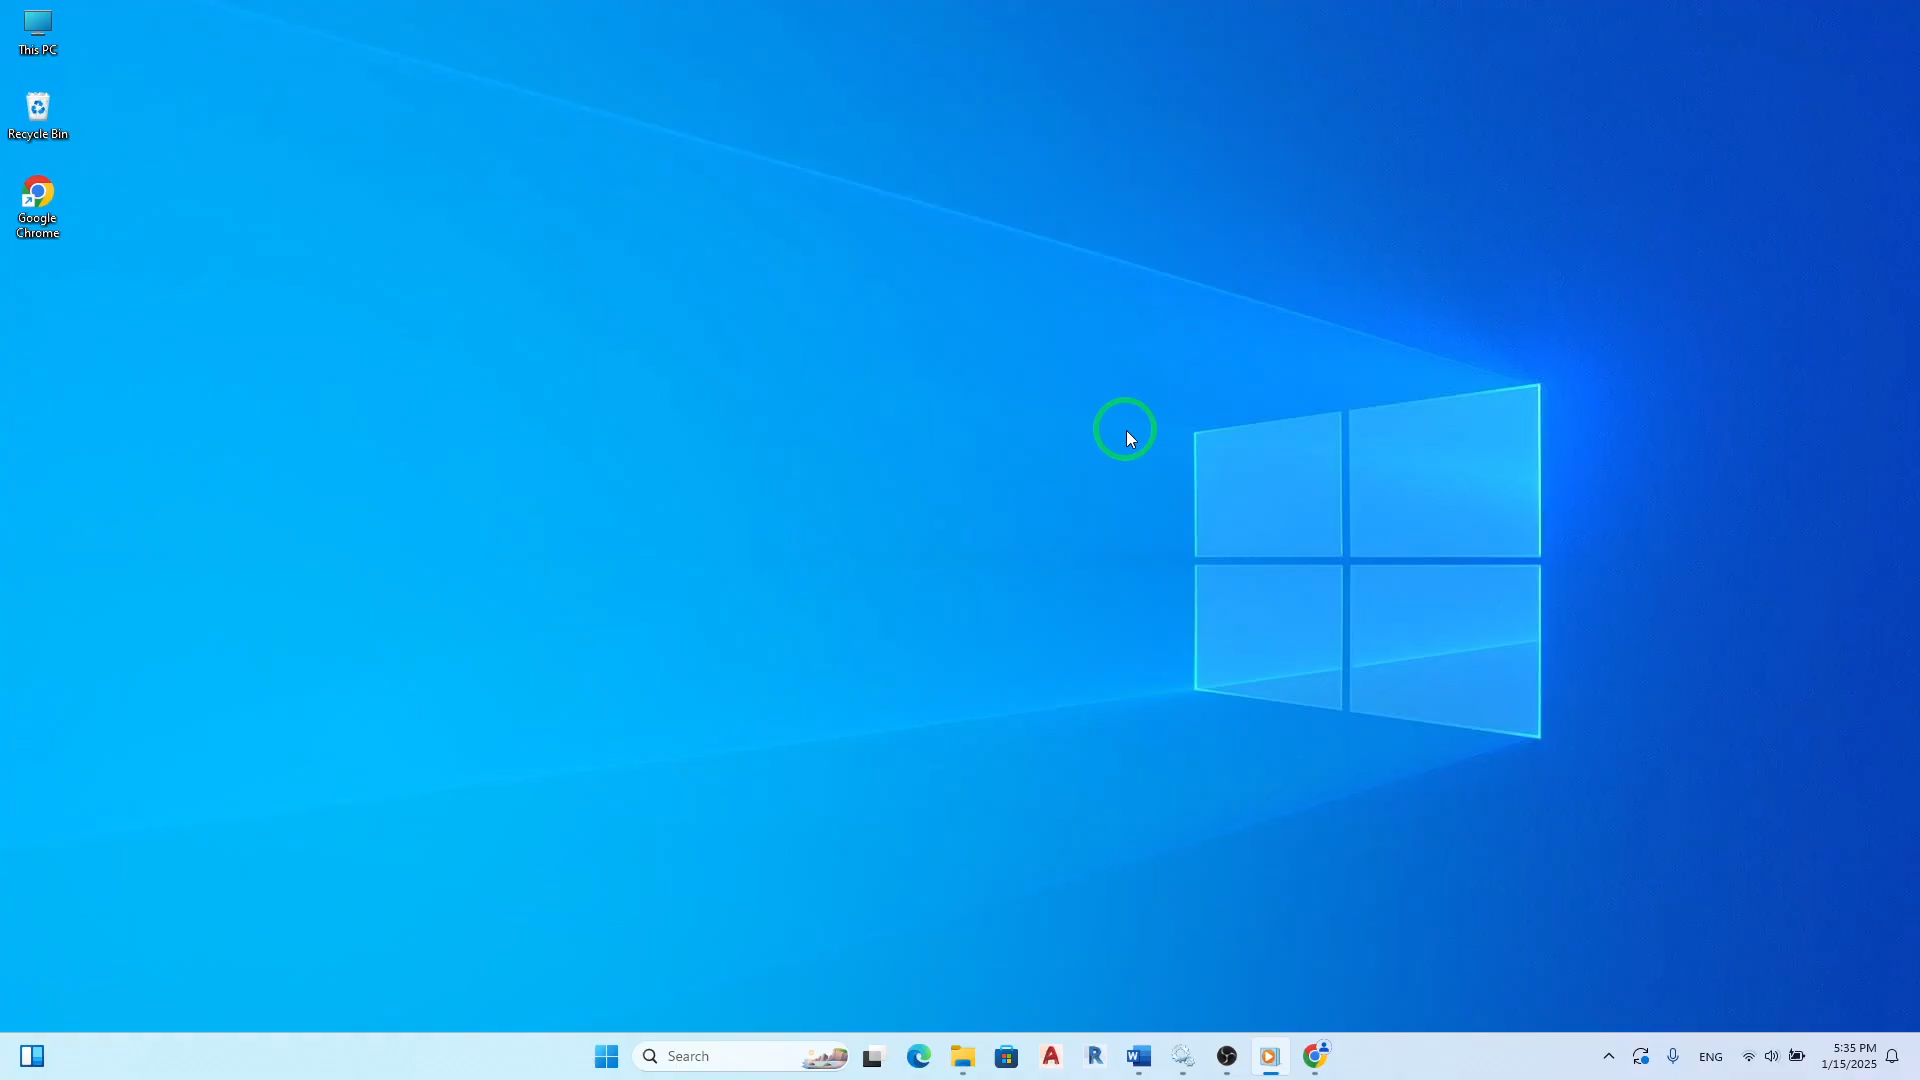 This PC
Recycle Bin
Google
Chrome
Search
ENG
5:35 PM
1/15/2025